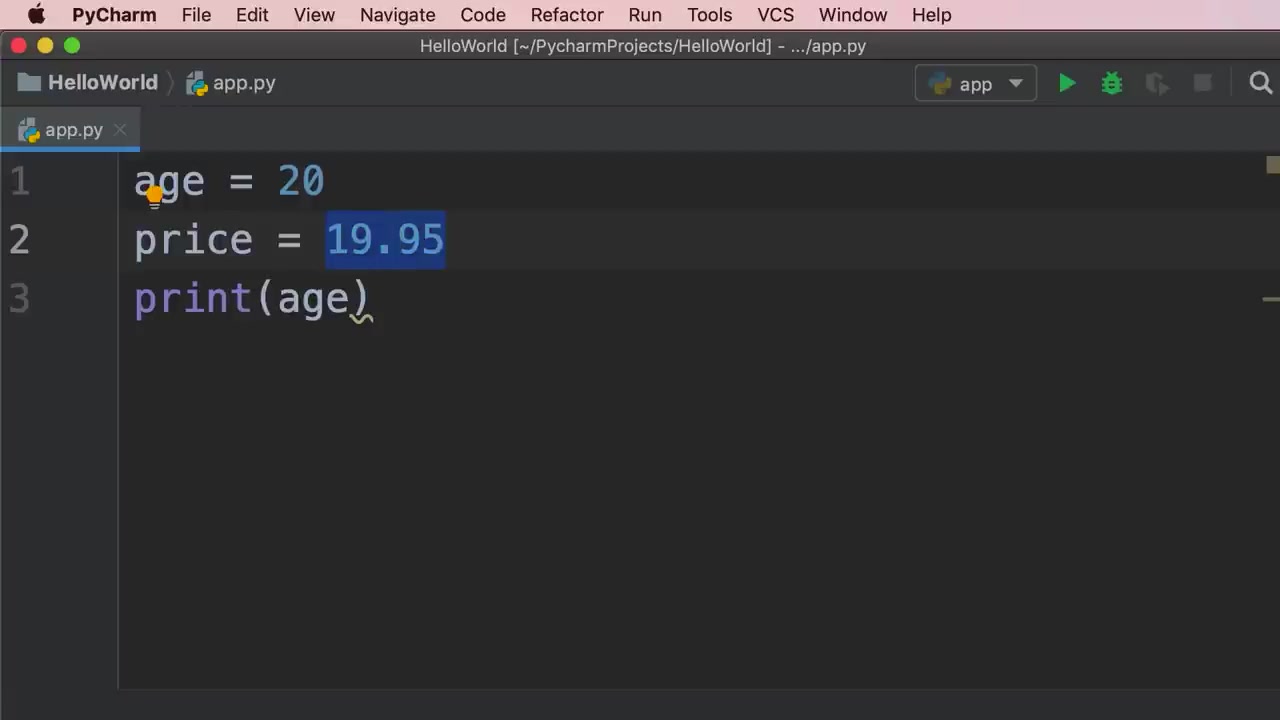 PyCharm File Edit View Navigate Code Refactor Run Tools VCS Window Help
HelloWorld [~/PycharmProjects/HelloWorld] - .../app.py
HelloWorld app.py app
app.py
1 age = 20
2 price = 19.95
3 print(age)